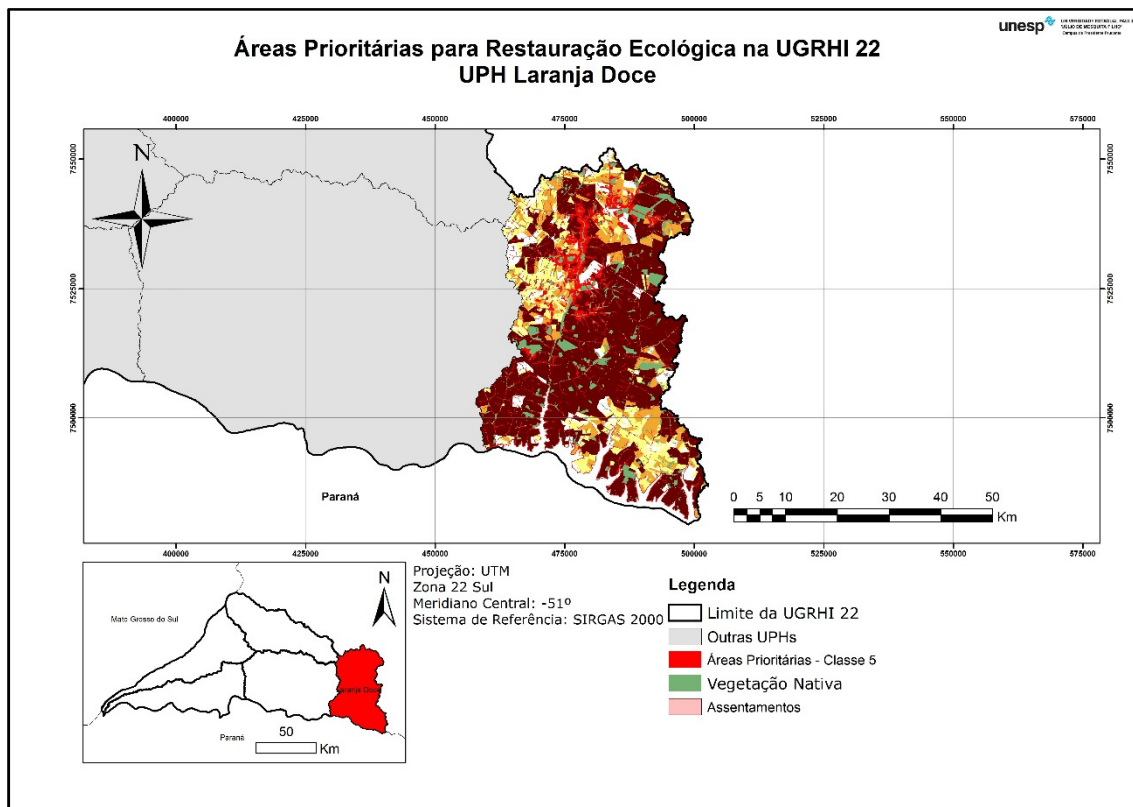 unesp
Áreas Prioritárias para Restauração Ecológica na UGRHI 22
UPH Laranja Doce
400000 425000 450000 475000 500000 525000 550000 575000
7550000 7550000
N
7525000 7525000
7500000 7500000
Paraná
0 5 10 20 30 40 50
Km
400000 425000 450000 475000 500000 525000 550000 575000
N
Mato Grosso do Sul
Laranja Doce
Paraná
50
Km
Projeção: UTM
Zona 22 Sul
Meridiano Central: -51º
Sistema de Referência: SIRGAS 2000
Legenda
Limite da UGRHI 22
Outras UPHs
Áreas Prioritárias - Classe 5
Vegetação Nativa
Assentamentos